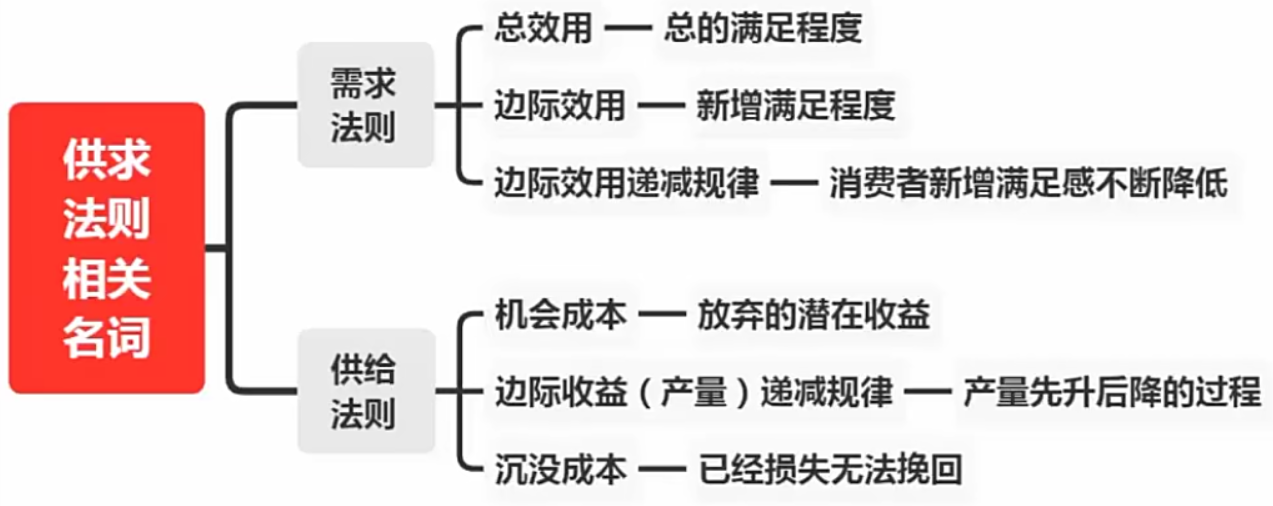 供求
法则
相关
名词
需求
法则
总效用
总的满足程度
边际效用
新增满足程度
边际效用递减规律
消费者新增满足感不断降低
供给
法则
机会成本
放弃的潜在收益
边际收益（产量）递减规律
产量先升后降的过程
沉没成本
已经损失无法挽回